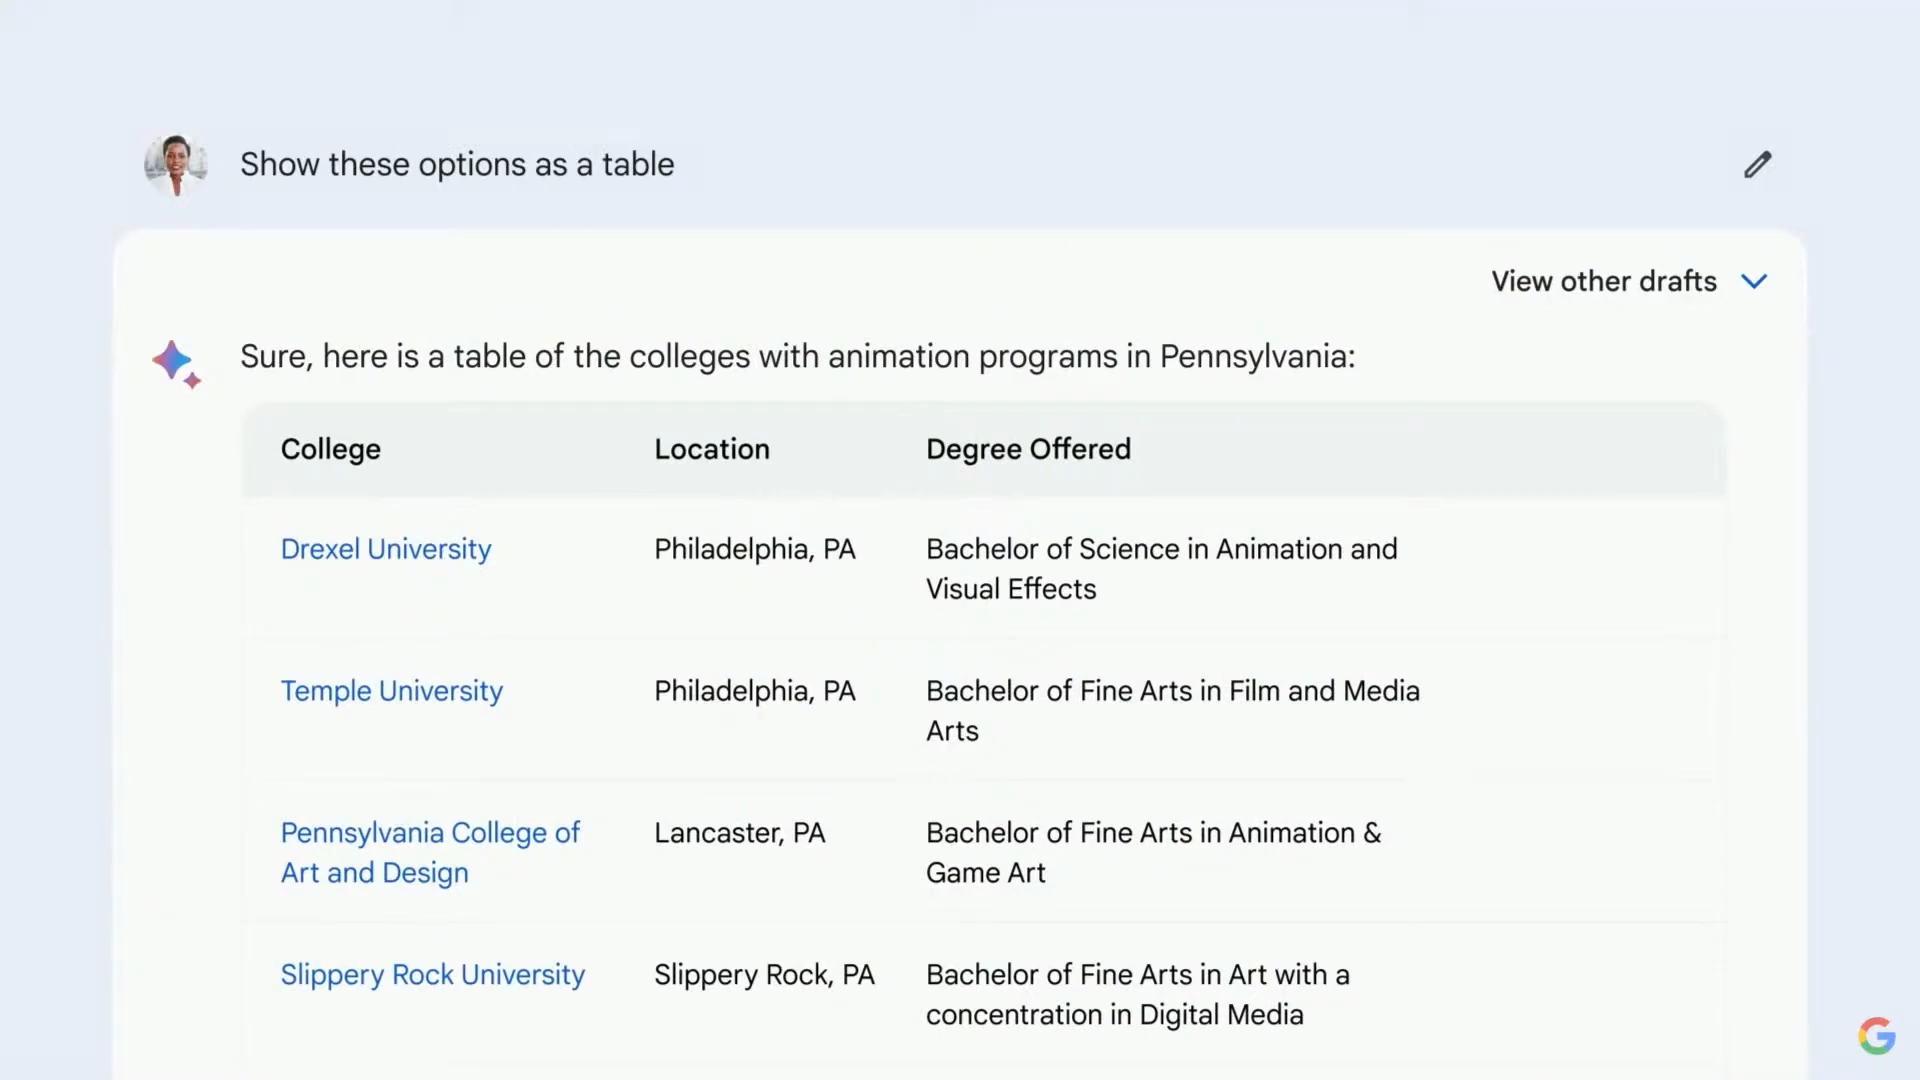 Show these options as a table
View other drafts
Sure, here is a table of the colleges with animation programs in Pennsylvania:
College Location Degree Offered
Drexel University Philadelphia, PA Bachelor of Science in Animation and
Visual Effects
Temple University Philadelphia, PA Bachelor of Fine Arts in Film and Media
Arts
Pennsylvania College of Lancaster, PA Bachelor of Fine Arts in Animation &
Art and Design Game Art
Slippery Rock University Slippery Rock, PA Bachelor of Fine Arts in Art with a
concentration in Digital Media